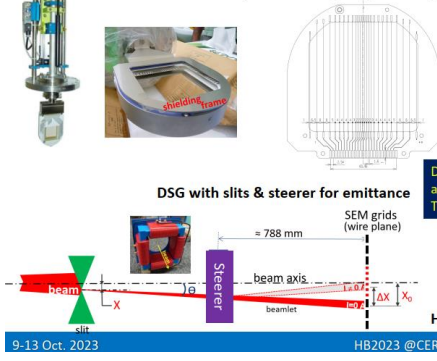 shielding
frame
D
a
T
DSG with slits & steerer for emittance
SEM grids
(wire plane)
≈ 788 mm
Steerer
beam axis
beam
Θ
X
beamlet
I=0 A
ΔX
X₀
slit
H
9-13 Oct. 2023
HB2023 @CER